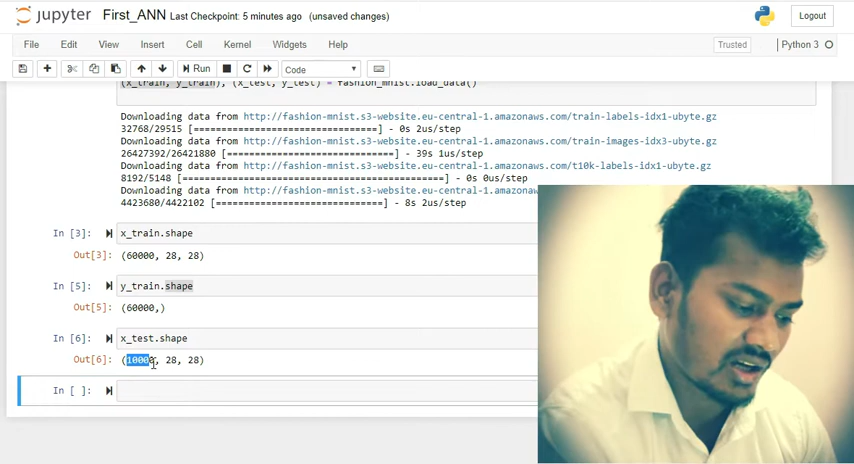 jupyter First_ANN Last Checkpoint: 5 minutes ago (unsaved changes) Logout
File Edit View Insert Cell Kernel Widgets Help Trusted Python 3
Run Code
(x_train, y_train), (x_test, y_test) = fashion_mnist.load_data()
Downloading data from http://fashion-mnist.s3-website.eu-central-1.amazonaws.com/train-labels-idx1-ubyte.gz
32768/29515 [================================] - 0s 2us/step
Downloading data from http://fashion-mnist.s3-website.eu-central-1.amazonaws.com/train-images-idx3-ubyte.gz
26427392/26421880 [==============================] - 39s 1us/step
Downloading data from http://fashion-mnist.s3-website.eu-central-1.amazonaws.com/t10k-labels-idx1-ubyte.gz
8192/5148 [===============================================] - 0s 0us/step
Downloading data from http://fashion-mnist.s3-website.eu-central-1.amazonaws
4423680/4422102 [==============================] - 8s 2us/step
In [3]: x_train.shape
Out[3]: (60000, 28, 28)
In [5]: y_train.shape
Out[5]: (60000,)
In [6]: x_test.shape
Out[6]: (10000, 28, 28)
In [ ]: